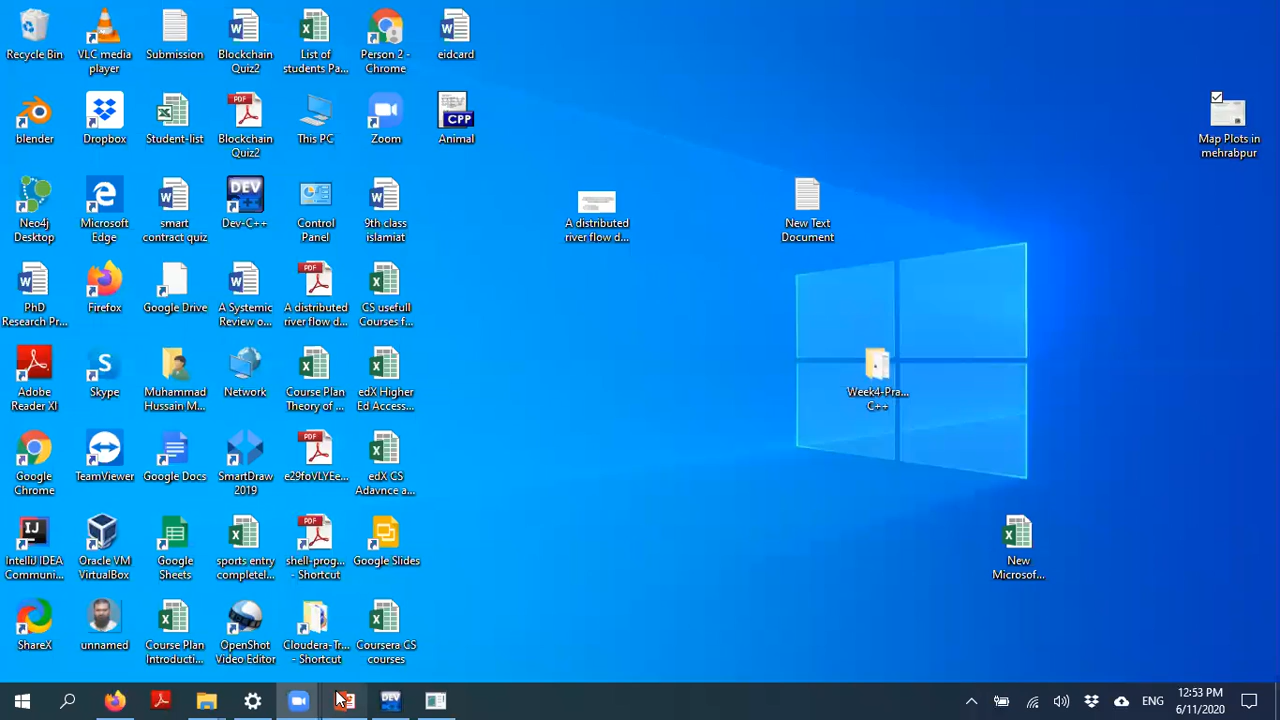 Recycle Bin
VLC media
player
Submission
Blockchain
Quiz2
List of
students Pa...
Person 2 -
Chrome
eidcard
blender
Dropbox
Student-list
PDF
Blockchain
Quiz2
This PC
Zoom
DEV
CPP
Animal
Map Plots in
mehrabpur
Neo4j
Desktop
Microsoft
Edge
smart
contract quiz
DEV
C++
Dev-C++
Control
Panel
9th class
islamiat
A distributed
river flow d...
New Text
Document
PhD
Research Pr...
Firefox
Google Drive
A Systemic
Review o...
PDF
A distributed
river flow d...
CS usefull
Courses f...
Adobe
Reader XI
Skype
Muhammad
Hussain M...
Network
Course Plan
Theory of ...
edX Higher
Ed Access...
Week4-Pra...
C++
Google
Chrome
TeamViewer
Google Docs
SmartDraw
2019
PDF
e29foVLYEe...
edX CS
Adavnce a...
IJ
IntelliJ IDEA
Communi...
Oracle VM
VirtualBox
Google
Sheets
sports entry
completel...
PDF
shell-prog...
- Shortcut
Google Slides
New
Microsof...
ShareX
unnamed
Course Plan
Introducti...
OpenShot
Video Editor
Cloudera-Tr...
- Shortcut
Coursera CS
courses
DEV
ENG
12:53 PM
6/11/2020